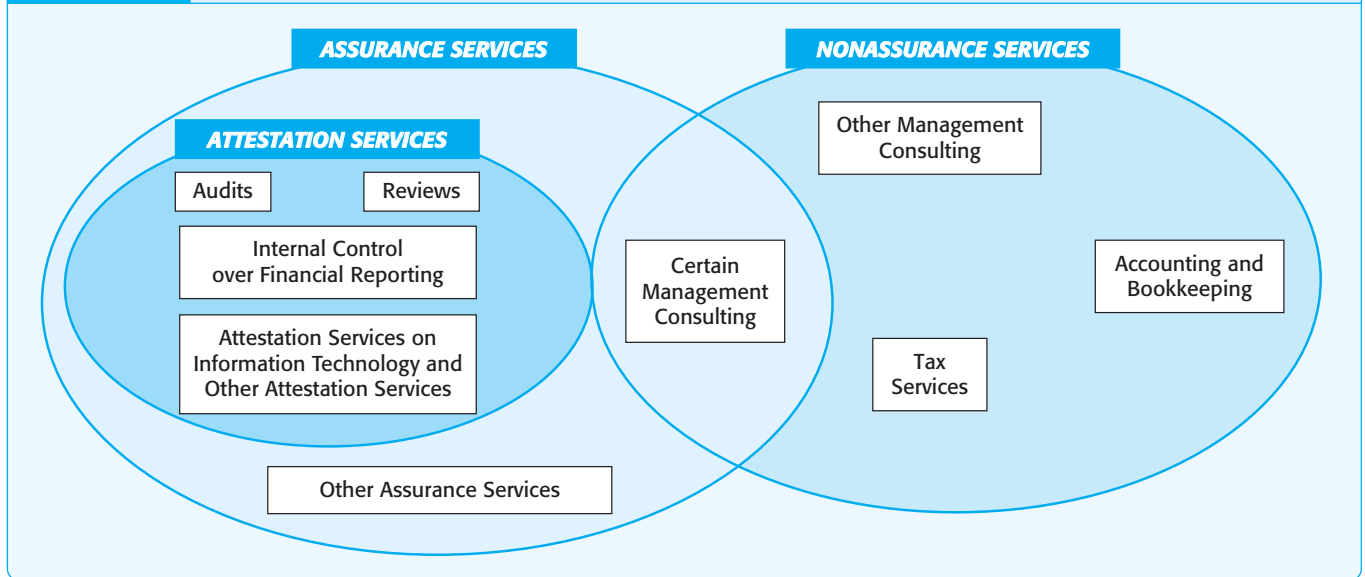 ASSURANCE SERVICES
NONASSURANCE SERVICES
ATTESTATION SERVICES
Audits
Reviews
Internal Control
over Financial Reporting
Attestation Services on
Information Technology and
Other Attestation Services
Other Assurance Services
Certain
Management
Consulting
Other Management
Consulting
Accounting and
Bookkeeping
Tax
Services